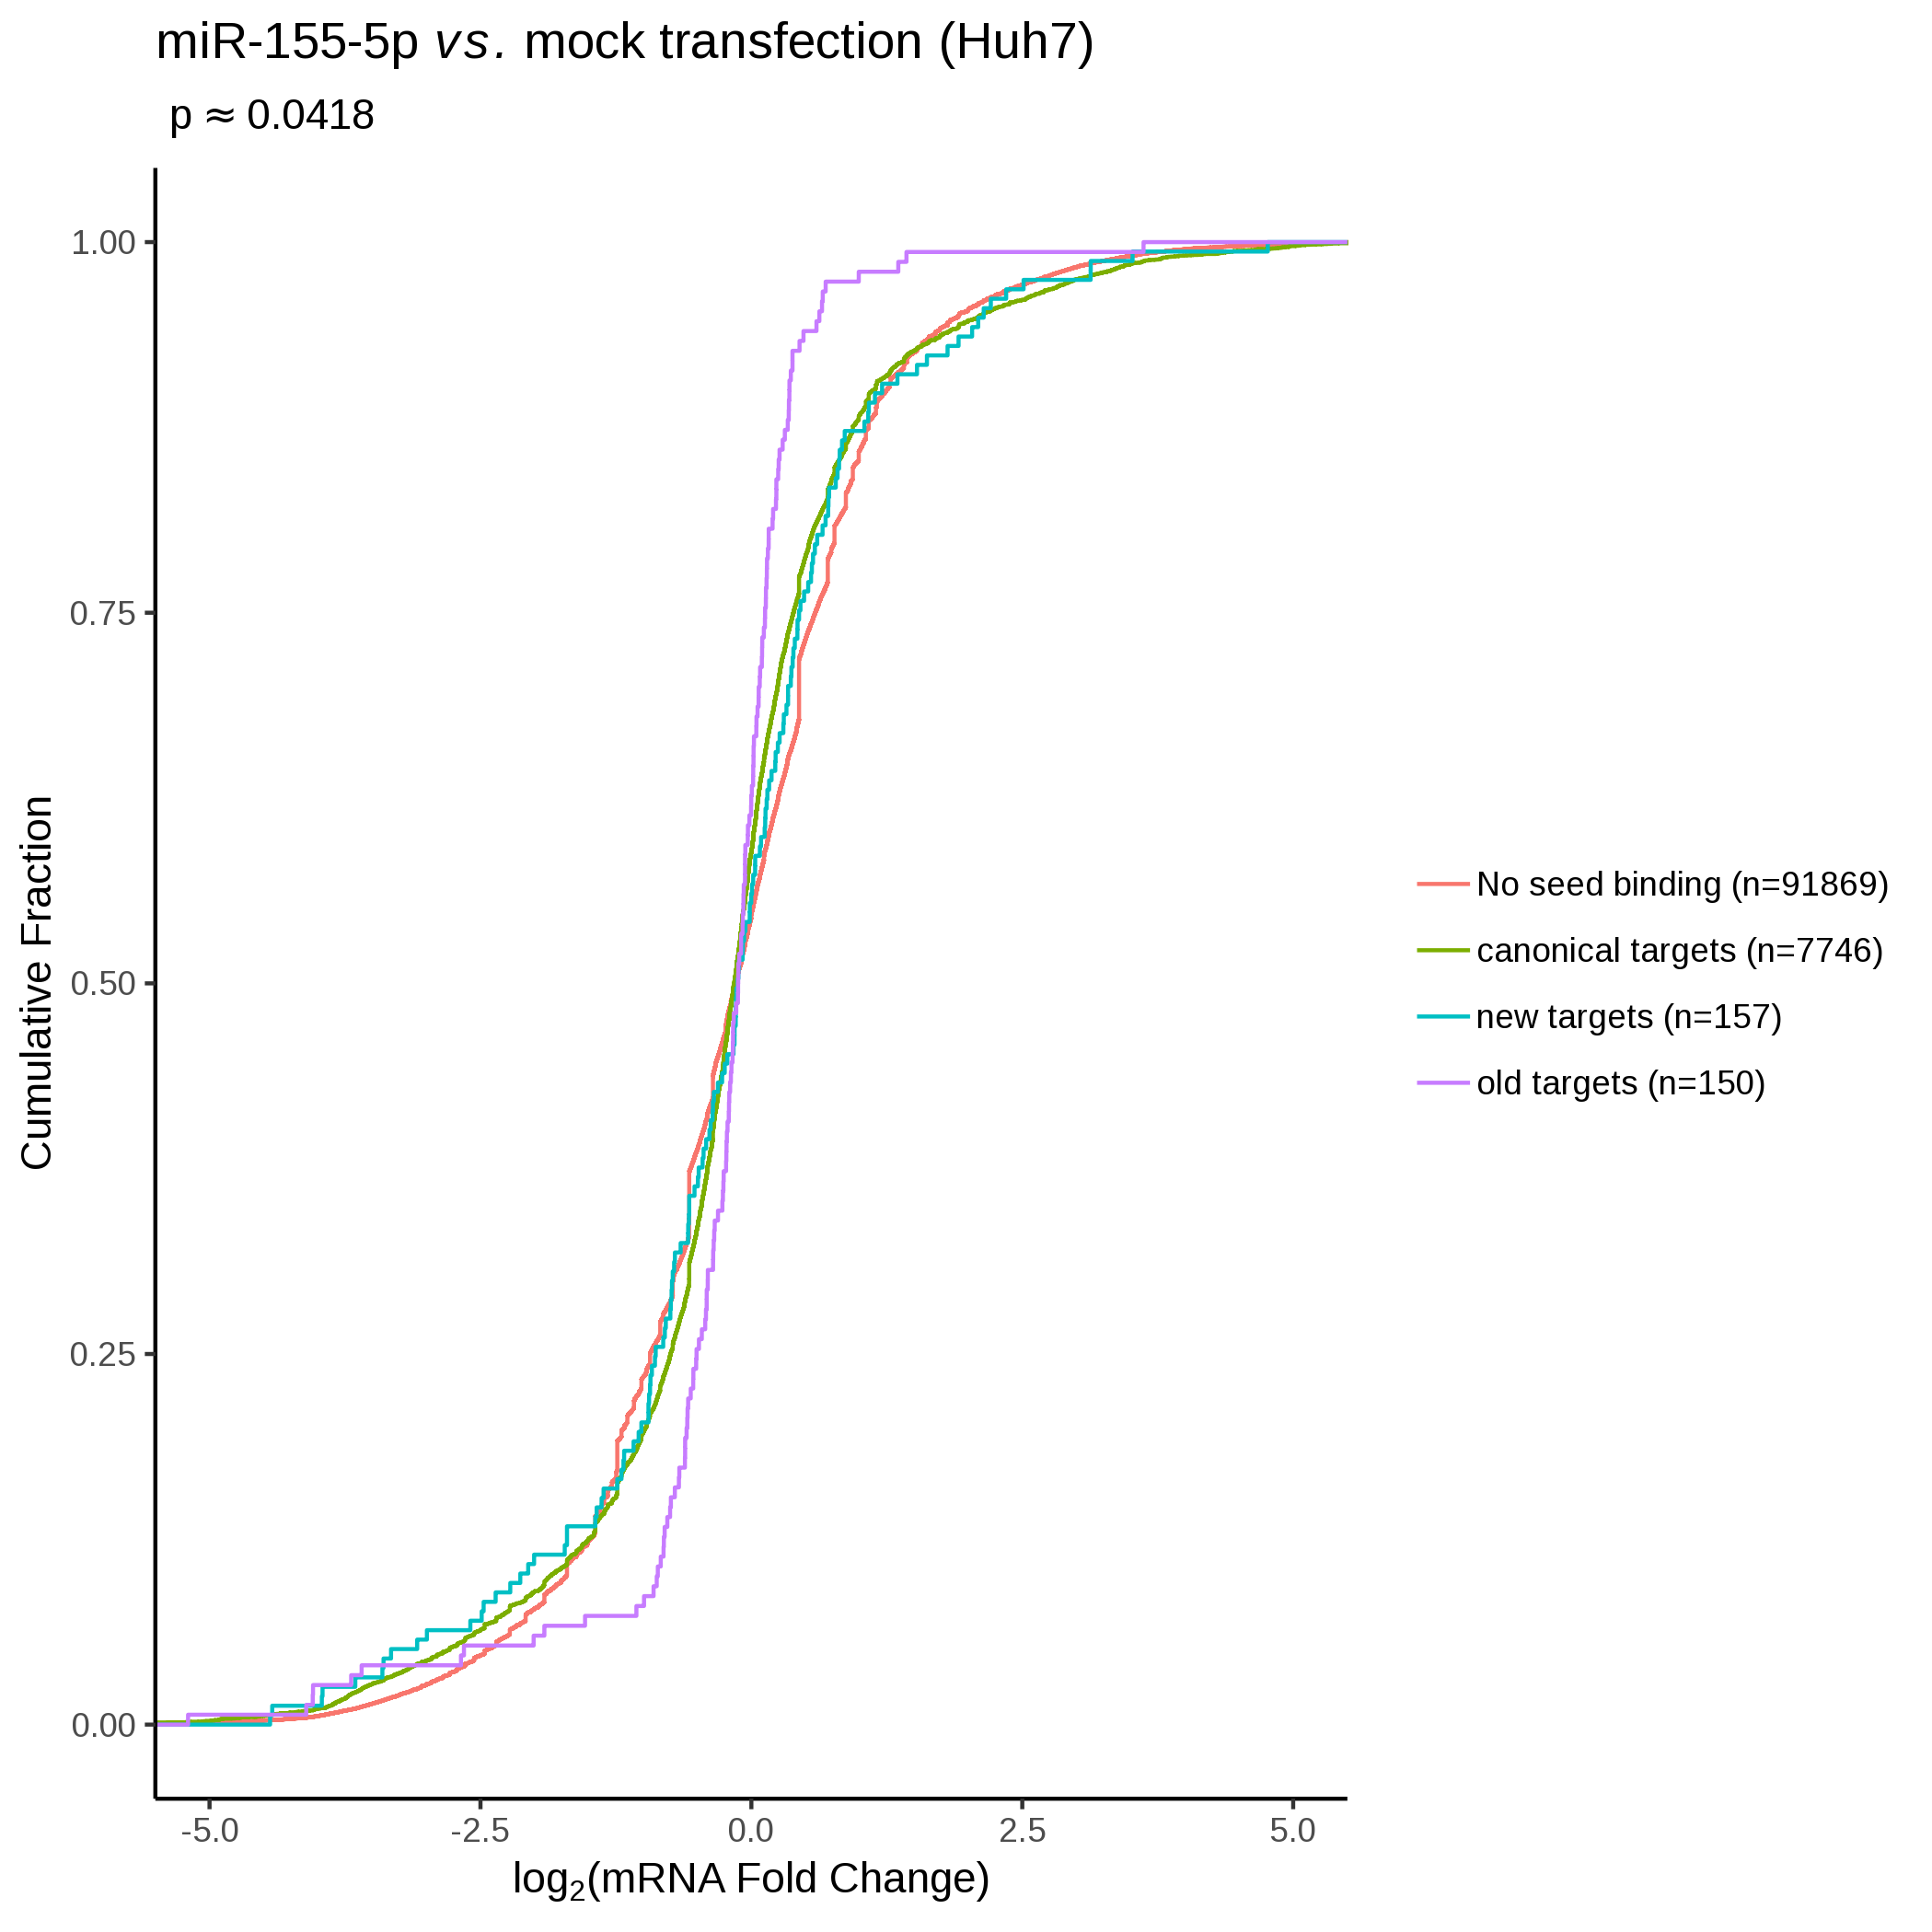 miR-155-5p vs. mock transfection (Huh7)
p ≈ 0.0418
Cumulative Fraction
1.00
0.75
0.50
0.25
0.00
-5.0 -2.5 0.0 2.5 5.0
log₂(mRNA Fold Change)
No seed binding (n=91869)
canonical targets (n=7746)
new targets (n=157)
old targets (n=150)